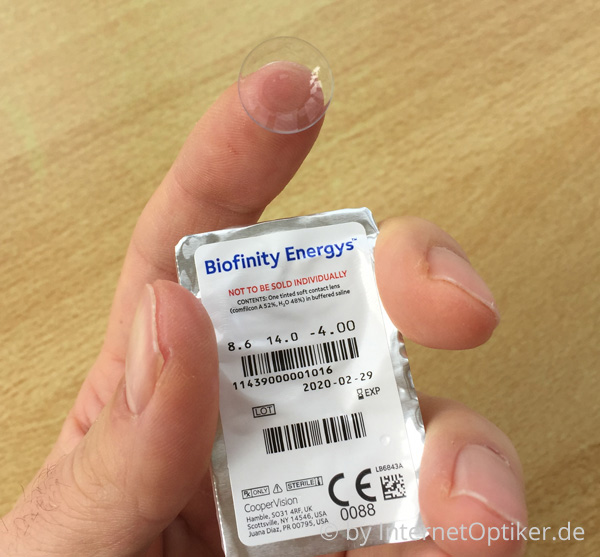 Biofinity Energys™
NOT TO BE SOLD INDIVIDUALLY
CONTENTS: One tinted soft contact lens
(comfilcon A 52%, H₂O 48%) in buffered saline
8.6 14.0 -4.00
11439000001016
2020-02-29
EXP
LOT
℞ ONLY STERILE
CooperVision
Hamble, SO31 4RF, UK
Scottsville, NY 14546, USA
Juana Diaz, PR 00795, USA
CE
0088
LB6843A
© by InternetOptiker.de